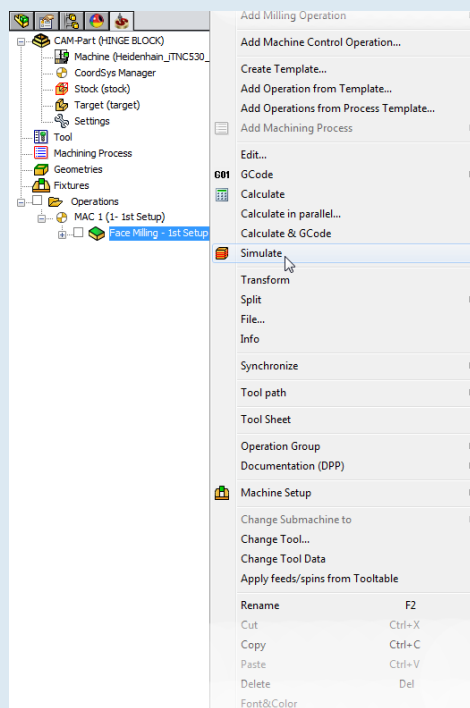 CAM-Part (HINGE BLOCK)
Machine (Heidenhain_iTNC530_
CoordSys Manager
Stock (stock)
Target (target)
Settings
Tool
Machining Process
Geometries
Fixtures
Operations
MAC 1 (1- 1st Setup)
Face Milling - 1st Setup
Add Milling Operation
Add Machine Control Operation...
Create Template...
Add Operation from Template...
Add Operations from Process Template...
Add Machining Process
Edit...
G01 GCode
Calculate
Calculate in parallel...
Calculate & GCode
Simulate
Transform
Split
File...
Info
Synchronize
Tool path
Tool Sheet
Operation Group
Documentation (DPP)
Machine Setup
Change Submachine to
Change Tool...
Change Tool Data
Apply feeds/spins from Tooltable
Rename F2
Cut Ctrl+X
Copy Ctrl+C
Paste Ctrl+V
Delete Del
Font&Color